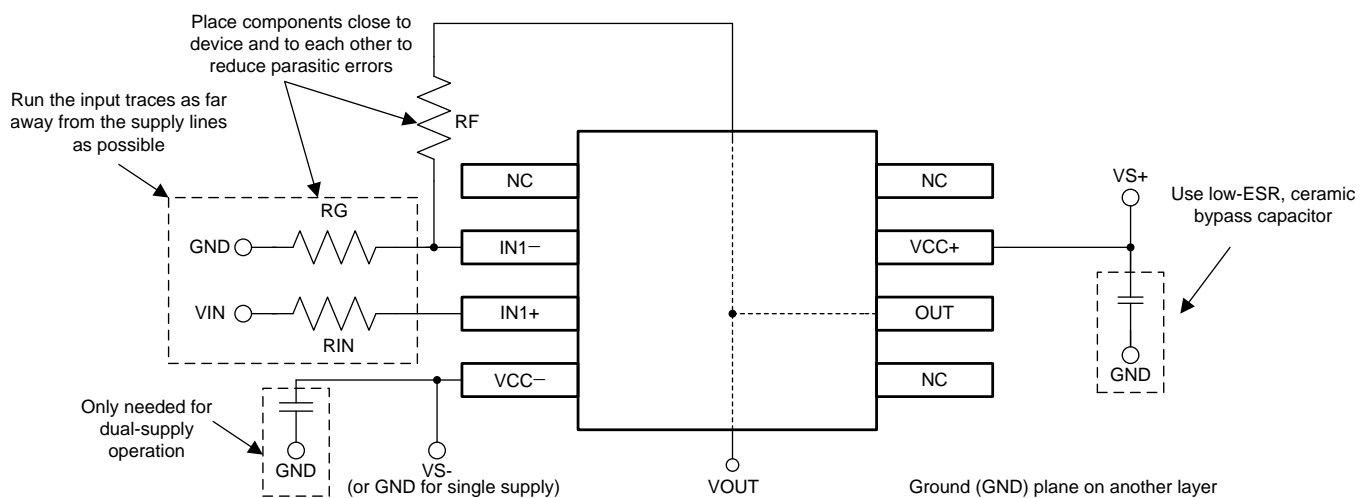 Place components close to
device and to each other to
reduce parasitic errors
Run the input traces as far
away from the supply lines
as possible
RF
NC
NC
VS+
Use low-ESR, ceramic
bypass capacitor
RG
GND
IN1−
VCC+
VIN
IN1+
OUT
RIN
VCC−
NC
GND
Only needed for
dual-supply
operation
GND
VS-
(or GND for single supply)
VOUT
Ground (GND) plane on another layer